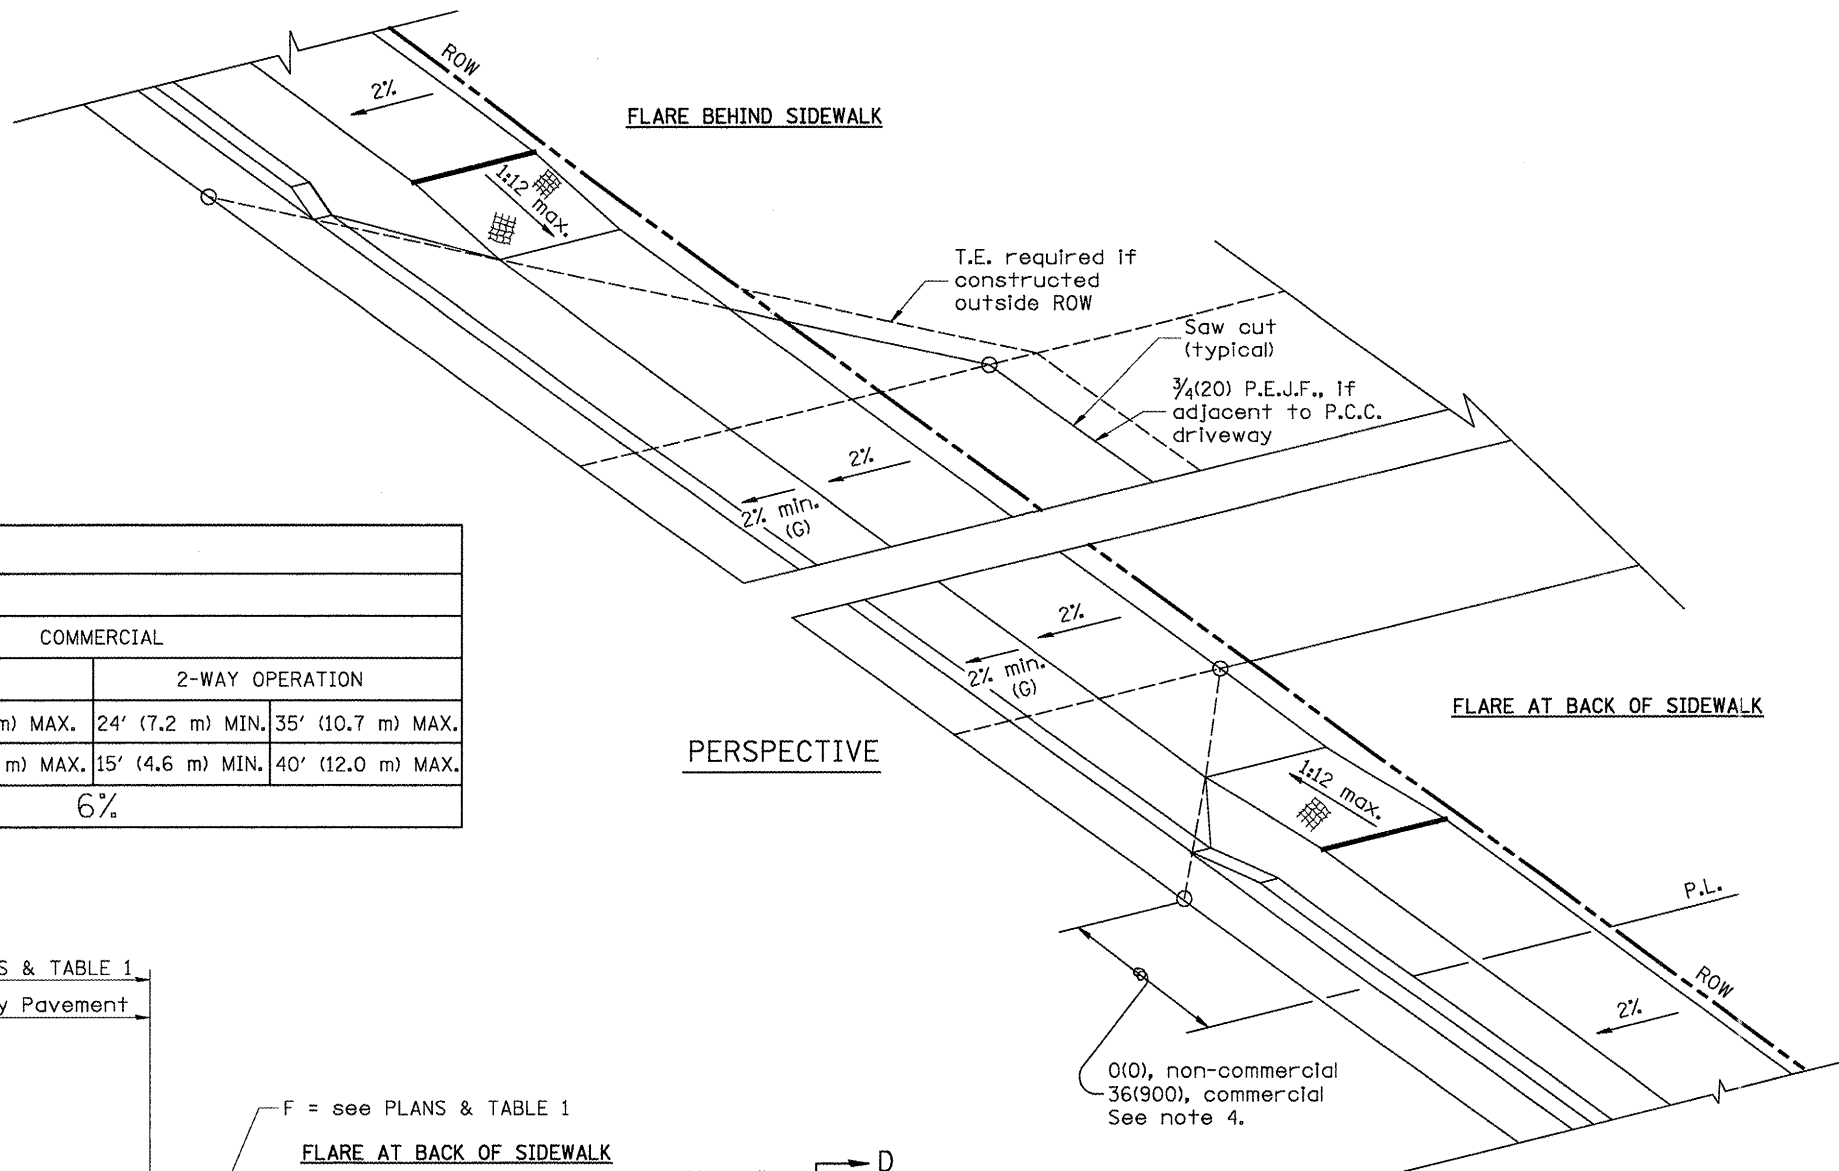 ROW
2%
FLARE BEHIND SIDEWALK
1:12 max.
T.E. required if
constructed
outside ROW
Saw cut
(typical)
3/4(20) P.E.J.F., if
adjacent to P.C.C.
driveway
2%
2% min.
(G)
COMMERCIAL
2-WAY OPERATION
m) MAX. 24' (7.2 m) MIN. 35' (10.7 m) MAX.
m) MAX. 15' (4.6 m) MIN. 40' (12.0 m) MAX.
6%
PERSPECTIVE
2%
2% min.
(G)
FLARE AT BACK OF SIDEWALK
1:12 max.
P.L.
ROW
2%
0(0), non-commercial
36(900), commercial
See note 4.
S & TABLE 1
y Pavement
F = see PLANS & TABLE 1
FLARE AT BACK OF SIDEWALK
D